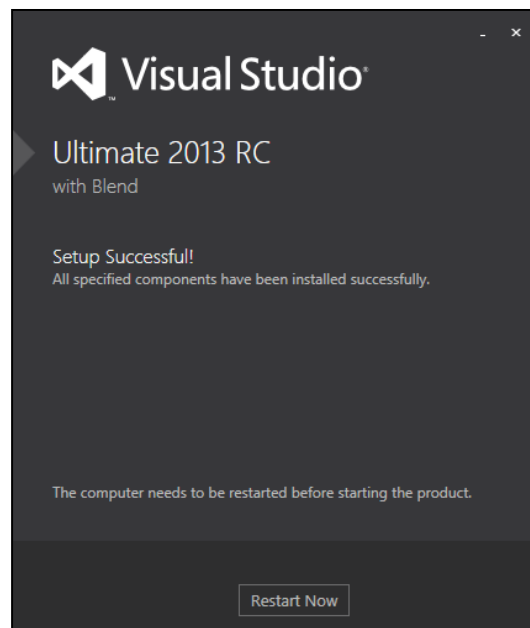 Visual Studio®
™
Ultimate 2013 RC
with Blend
Setup Successful!
All specified components have been installed successfully.
The computer needs to be restarted before starting the product.
Restart Now